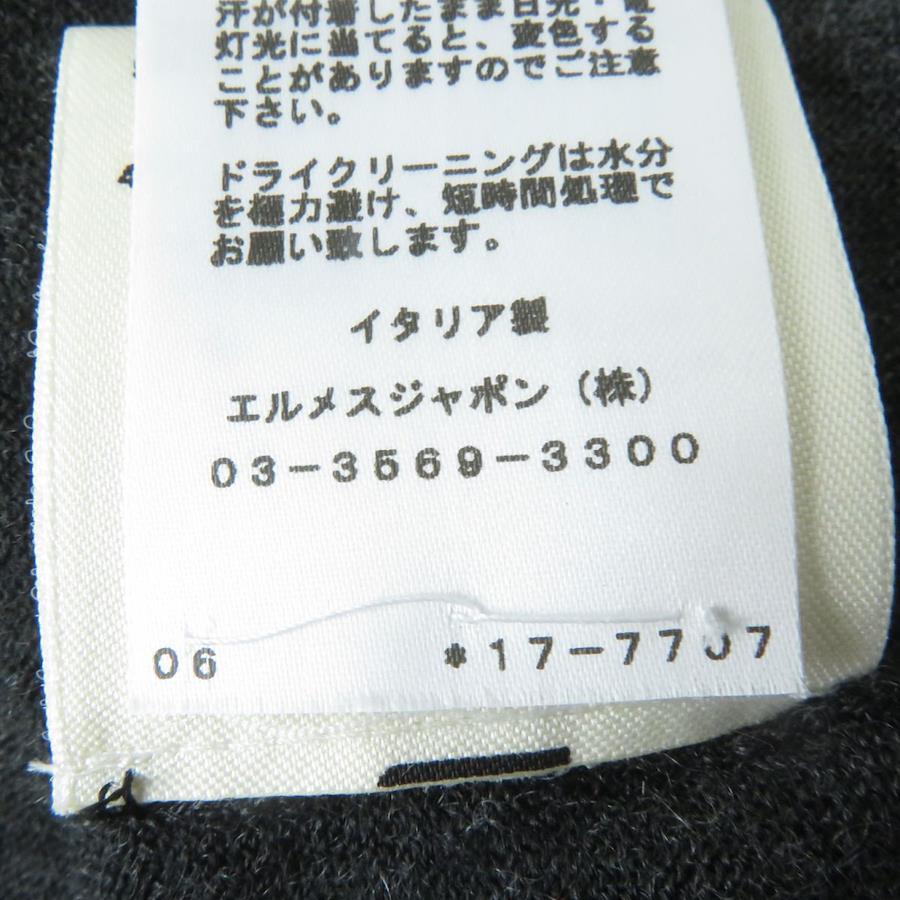 汗が付着したまま日光・電
灯光に当てると、変色する
ことがありますのでご注意
下さい。
ドライクリーニングは水分
を極力避け、短時間処理で
お願い致します。
イタリア製
エルメスジャポン（株）
03－3569－3300
06 *17－7707